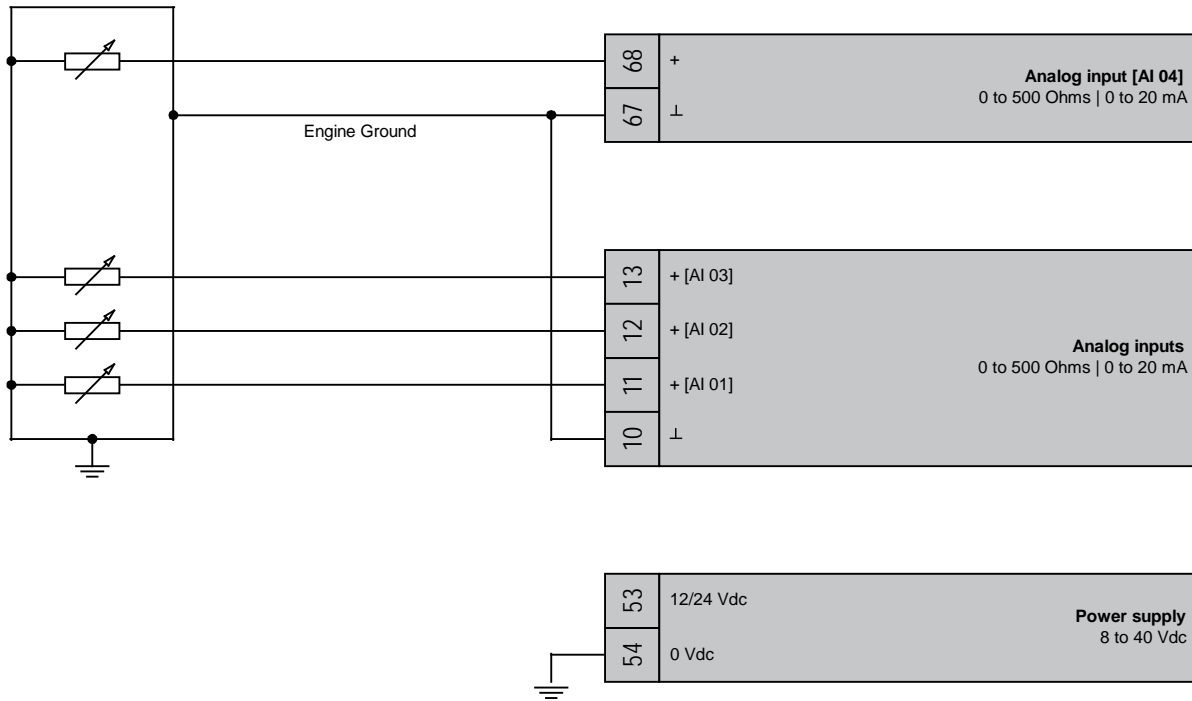 68
+
Analog input [AI 04]
0 to 500 Ohms | 0 to 20 mA
67
⊥
Engine Ground
13
+ [AI 03]
12
+ [AI 02]
Analog inputs
0 to 500 Ohms | 0 to 20 mA
11
+ [AI 01]
10
⊥
53
12/24 Vdc
Power supply
8 to 40 Vdc
54
0 Vdc